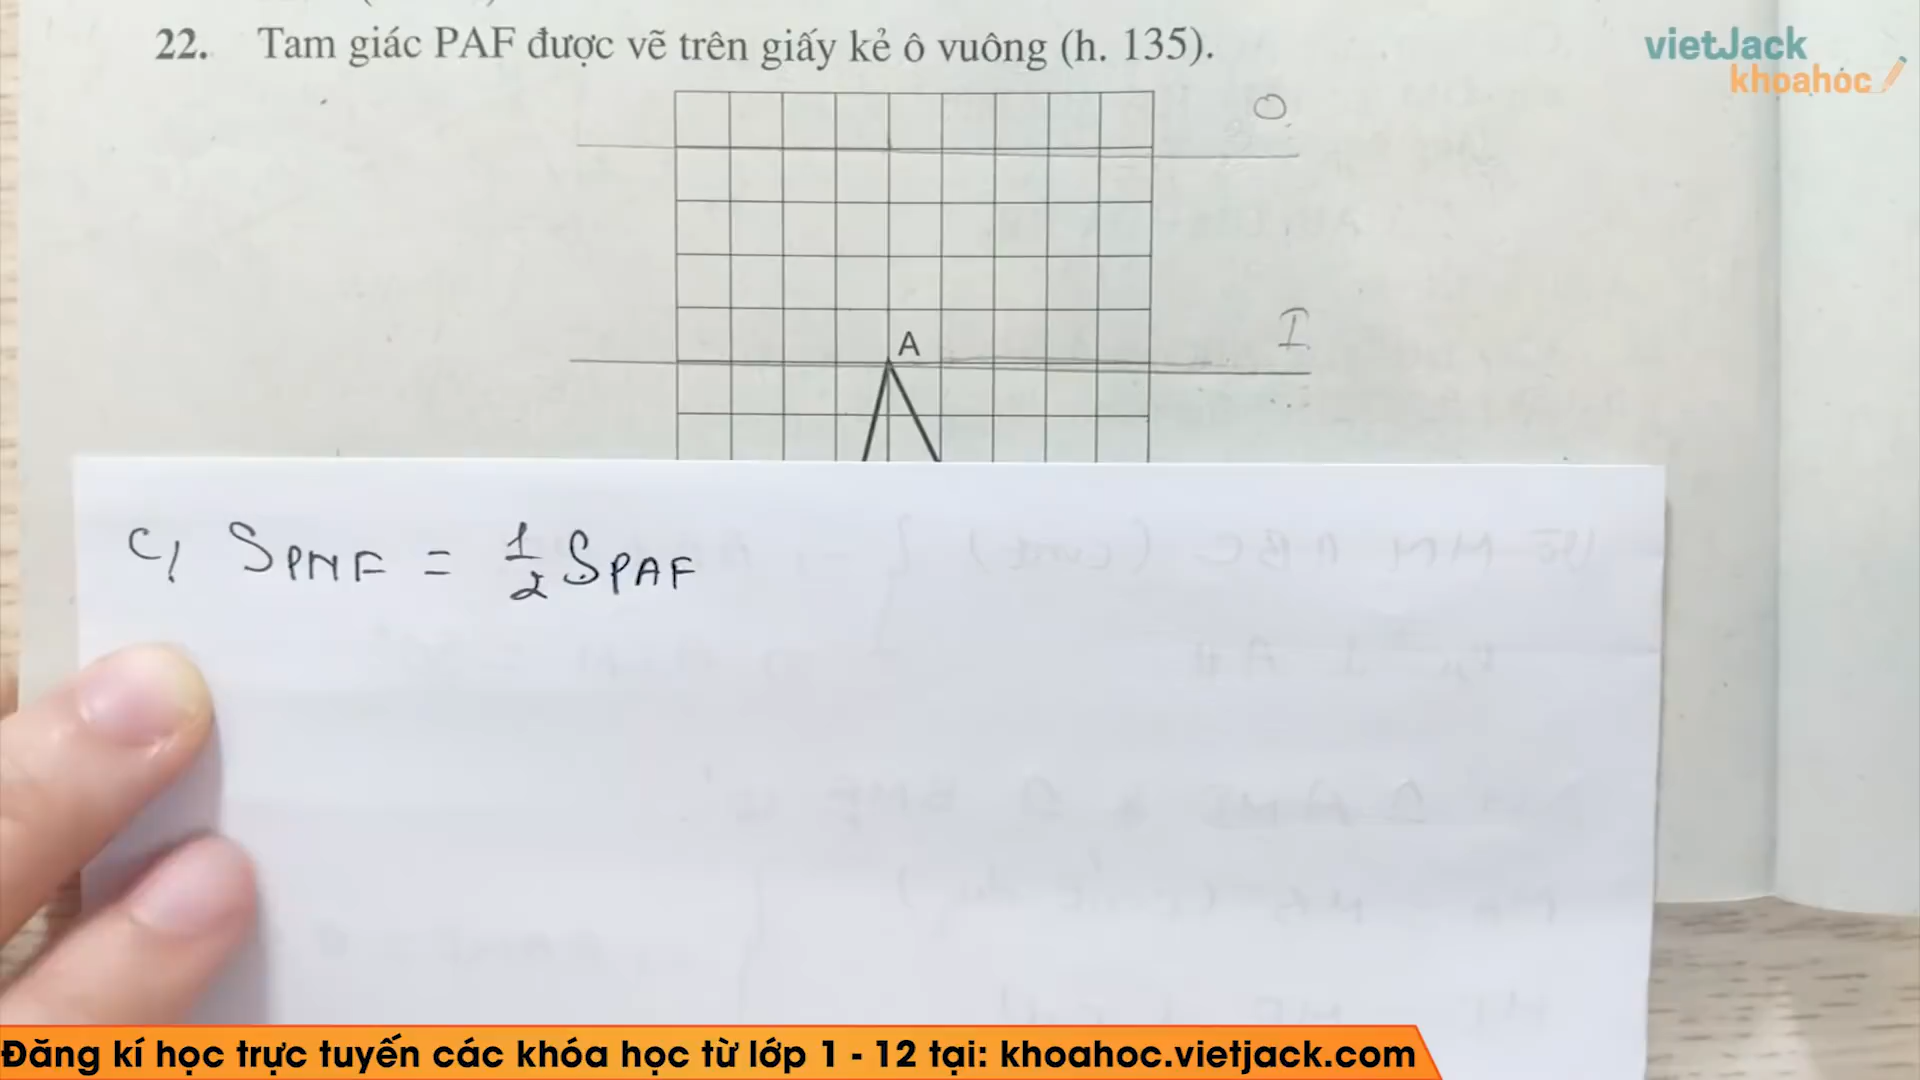 22. Tam giác PAF được vẽ trên giấy kẻ ô vuông (h. 135).
vietJack
khoahoc
O
I
A
c, SPNF = 1/2 SPAF
Đăng kí học trực tuyến các khóa học từ lớp 1 - 12 tại: khoahoc.vietjack.com